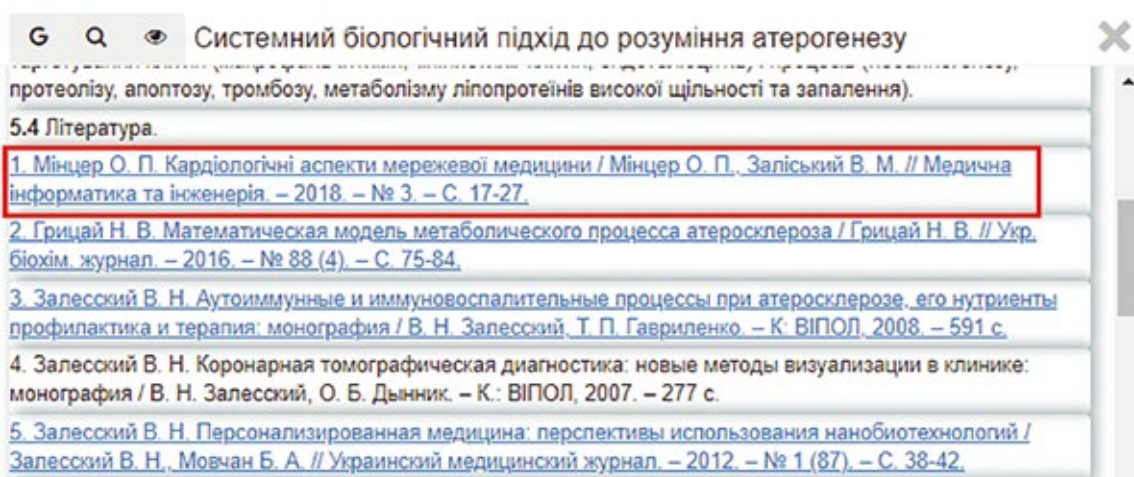 G Системний біологічний підхід до розуміння атерогенезу
протеолізу, апоптозу, тромбозу, метаболізму ліпопротеїнів високої щільності та запалення).
5.4 Література.
1. Мінцер О. П. Кардіологічні аспекти мережевої медицини / Мінцер О. П., Заліський В. М. // Медична
інформатика та інженерія. – 2018. – № 3. – С. 17-27.
2. Грицай Н. В. Математическая модель метаболического процесса атеросклероза / Грицай Н. В. // Укр.
біохім. журнал. – 2016. – № 88 (4). – С. 75-84.
3. Залесский В. Н. Аутоиммунные и иммуновоспалительные процессы при атеросклерозе, его нутриенты
профилактика и терапия: монография / В. Н. Залесский, Т. П. Гавриленко. – К: ВІПОЛ, 2008. – 591 с.
4. Залесский В. Н. Коронарная томографическая диагностика: новые методы визуализации в клинике:
монография / В. Н. Залесский, О. Б. Дынник. – К.: ВІПОЛ, 2007. – 277 с.
5. Залесский В. Н. Персонализированная медицина: перспективы использования нанобиотехнологий /
Залесский В. Н., Мовчан Б. А. // Украинский медицинский журнал. – 2012. – № 1 (87). – С. 38-42.